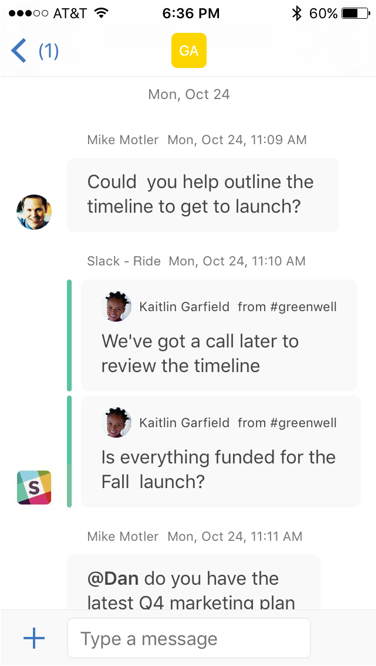 AT&T 6:36 PM 60%
(1) GA
Mon, Oct 24
Mike Motler Mon, Oct 24, 11:09 AM
Could you help outline the
timeline to get to launch?
Slack - Ride Mon, Oct 24, 11:10 AM
Kaitlin Garfield from #greenwell
We've got a call later to
review the timeline
Kaitlin Garfield from #greenwell
Is everything funded for the
Fall launch?
S
Mike Motler Mon, Oct 24, 11:11 AM
@Dan do you have the
latest Q4 marketing plan
+ Type a message